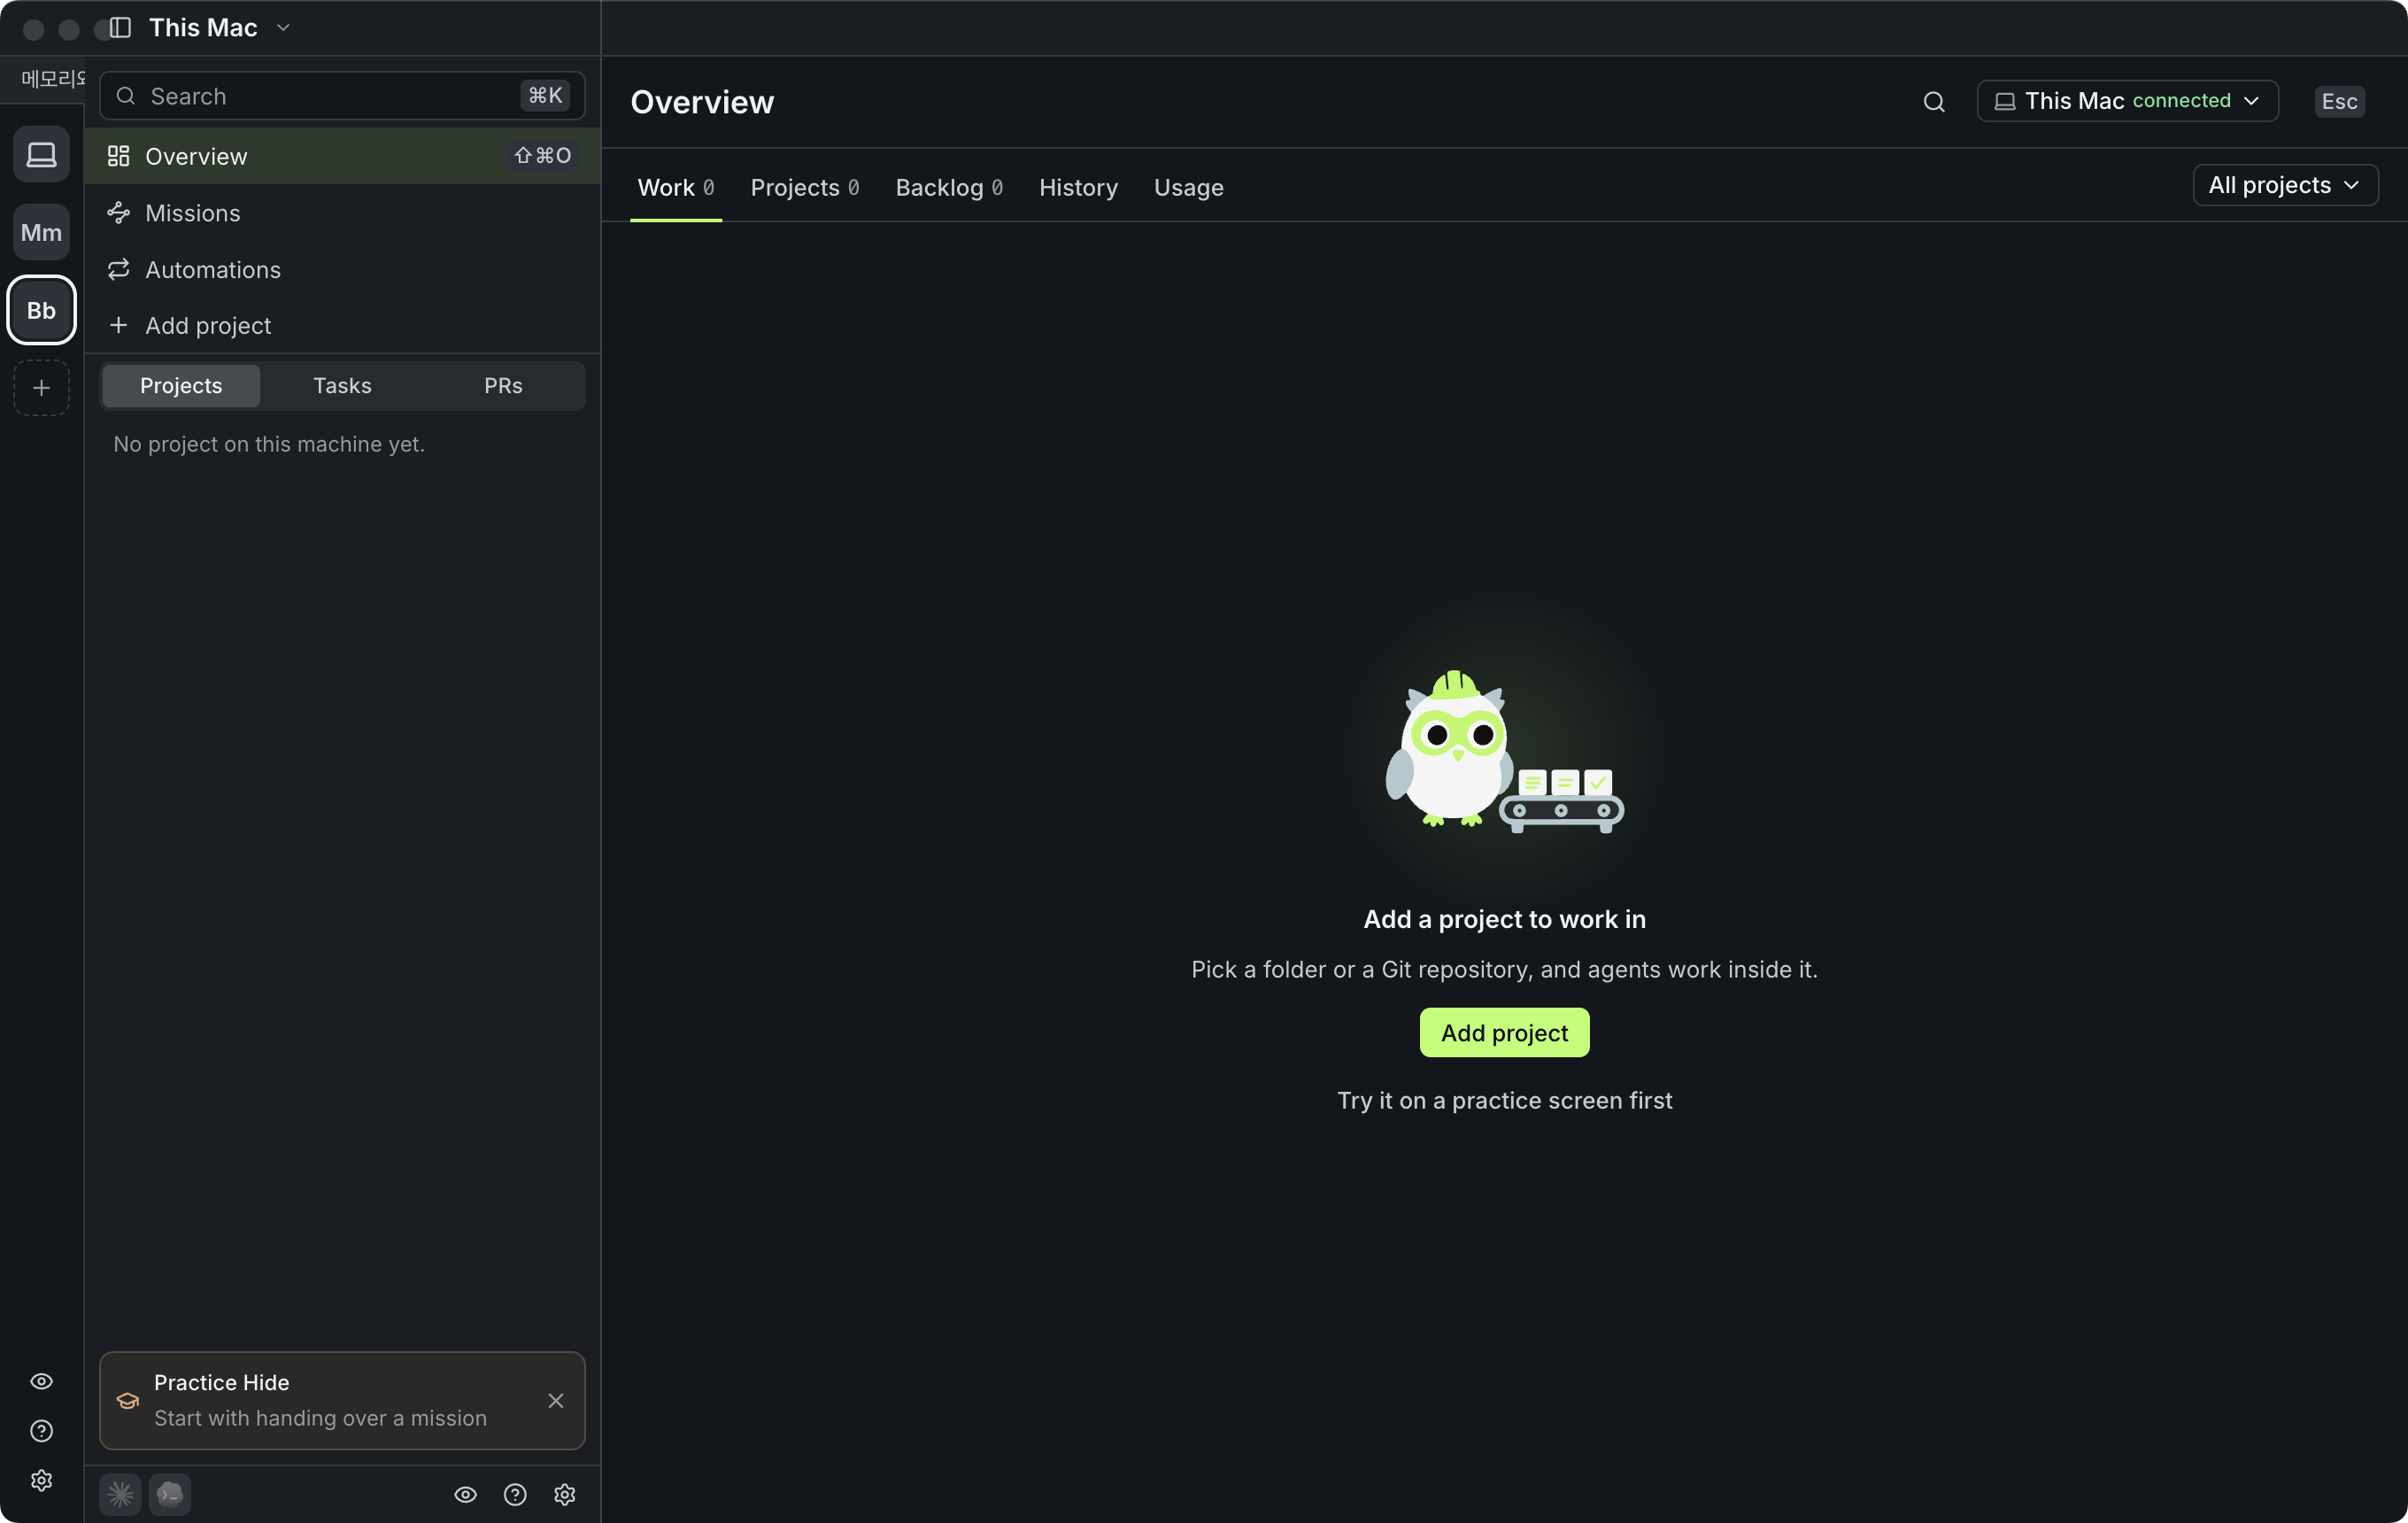 This Mac
메모리
Search ⌘K
Overview ⇧⌘O
Missions
Automations
Add project
Projects Tasks PRs
No project on this machine yet.
Mm
Bb
Practice Hide
Start with handing over a mission
Overview
This Mac connected
Esc
Work 0 Projects 0 Backlog 0 History Usage
All projects
Add a project to work in
Pick a folder or a Git repository, and agents work inside it.
Add project
Try it on a practice screen first